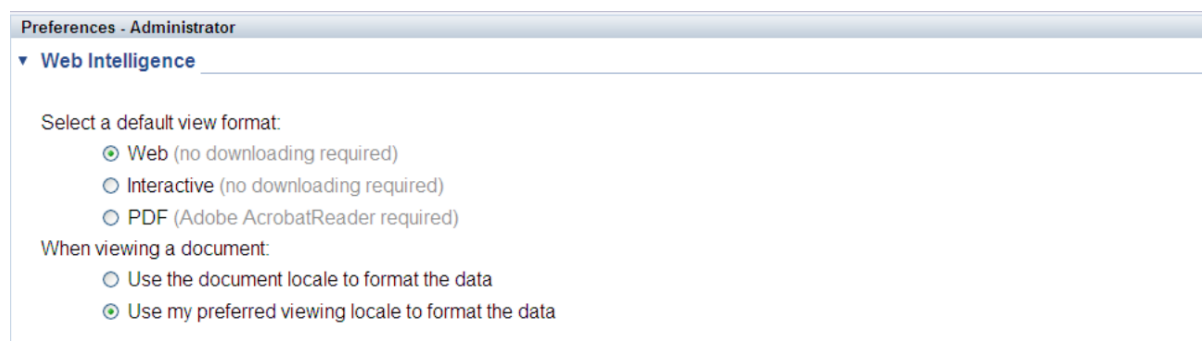 Preferences - Administrator
Web Intelligence
Select a default view format:
Web (no downloading required)
Interactive (no downloading required)
PDF (Adobe AcrobatReader required)
When viewing a document:
Use the document locale to format the data
Use my preferred viewing locale to format the data